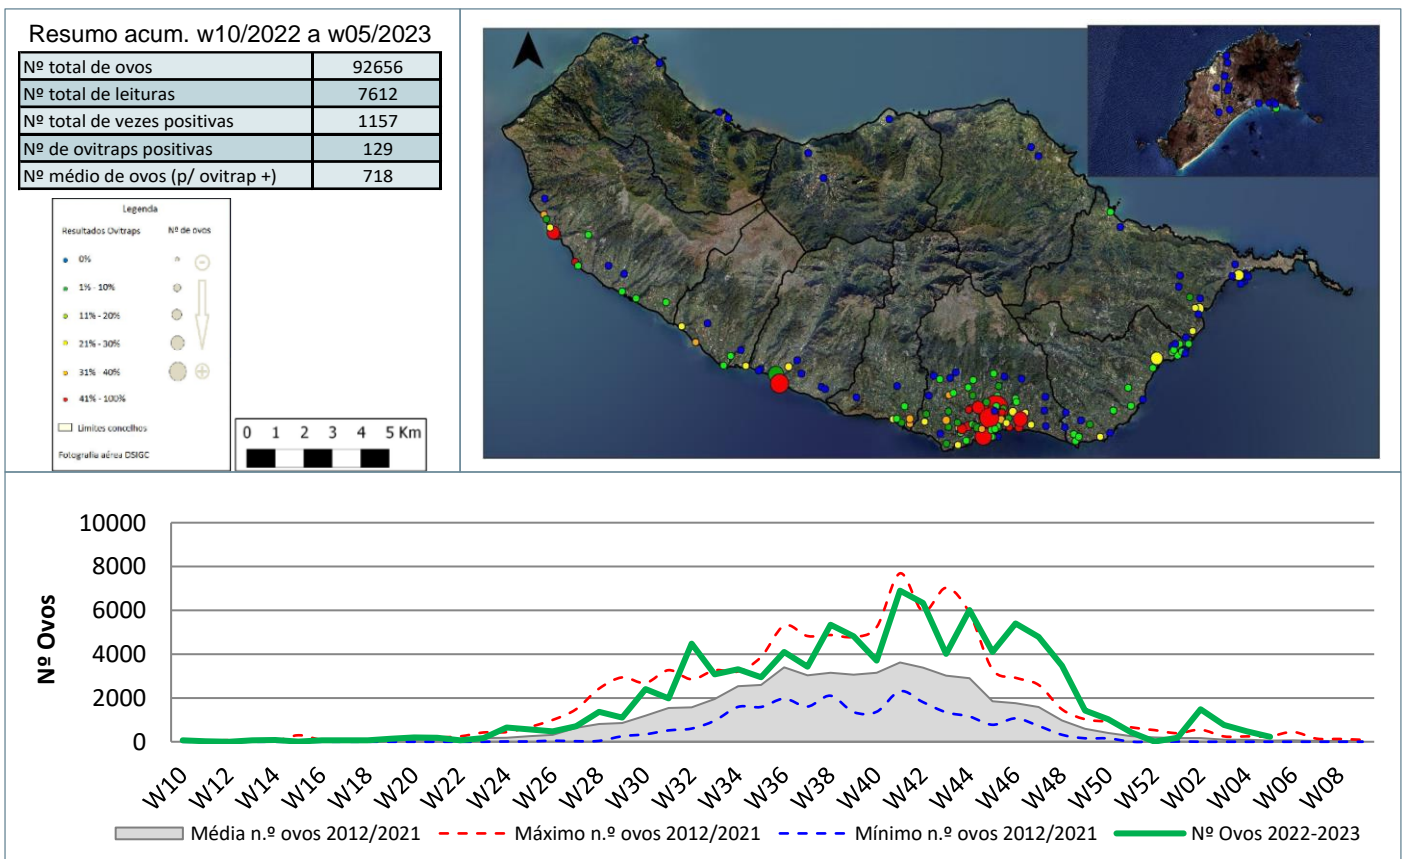 Resumo acum. w10/2022 a w05/2023
Nº total de ovos 92656
Nº total de leituras 7612
Nº total de vezes positivas 1157
Nº de ovitraps positivas 129
Nº médio de ovos (p/ ovitrap +) 718
Legenda
Resultados Ovitraps Nº de ovos
0%
1% - 10%
11% - 20%
21% - 30%
31% - 40%
41% - 100%
Limites concelhos
Fotografia aérea DSIGC
0 1 2 3 4 5 Km
Nº Ovos
10000
8000
6000
4000
2000
0
W10 W12 W14 W16 W18 W20 W22 W24 W26 W28 W30 W32 W34 W36 W38 W40 W42 W44 W46 W48 W50 W52 W02 W04 W06 W08
Média n.º ovos 2012/2021 Máximo n.º ovos 2012/2021 Mínimo n.º ovos 2012/2021 Nº Ovos 2022-2023